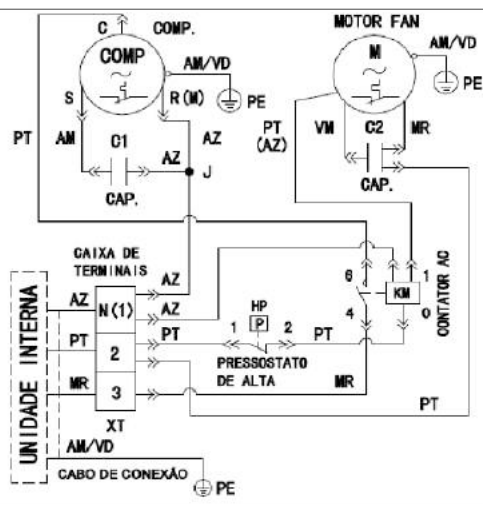 C COMP.
COMP
AM/VD
S R(M) PE
PT AM C1 AZ AZ
CAP. J
MOTOR FAN
M
AM/VD
PE
PT
(AZ)
VM C2 MR
CAP.
CAIXA DE
TERMINAIS
AZ
AZ N(1) AZ
PT 2 PT
MR 3 MR
XT
HP
P
1 2 PT
PRESSOSTATO
DE ALTA
6
4
KM
1
0
CONTATOR AC
PT
UNIDADE INTERNA
AM/VD
CABO DE CONEXÃO
PE